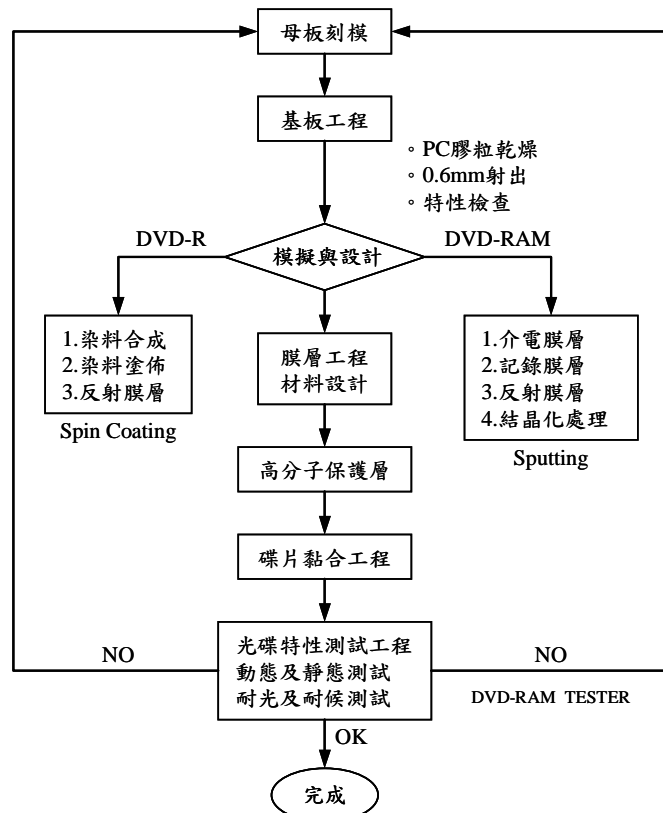 母板刻模
基板工程
。PC膠粒乾燥
。0.6mm射出
。特性檢查
DVD-R
模擬與設計
DVD-RAM
1.染料合成
2.染料塗佈
3.反射膜層
Spin Coating
膜層工程
材料設計
1.介電膜層
2.記錄膜層
3.反射膜層
4.結晶化處理
Sputting
高分子保護層
碟片黏合工程
NO
光碟特性測試工程
動態及靜態測試
耐光及耐候測試
NO
DVD-RAM TESTER
OK
完成